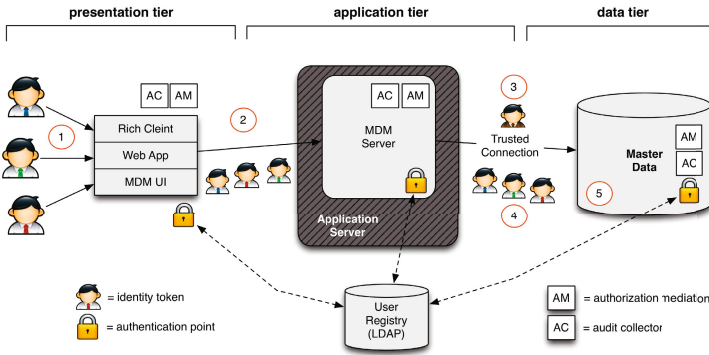 presentation tier
application tier
data tier
AC
AM
AC
AM
3
1
2
Rich Cleint
Web App
MDM UI
MDM
Server
Trusted
Connection
Master
Data
AM
AC
4
5
Application
Server
User
Registry
(LDAP)
= identity token
= authentication point
AM
= authorization mediation
AC
= audit collector